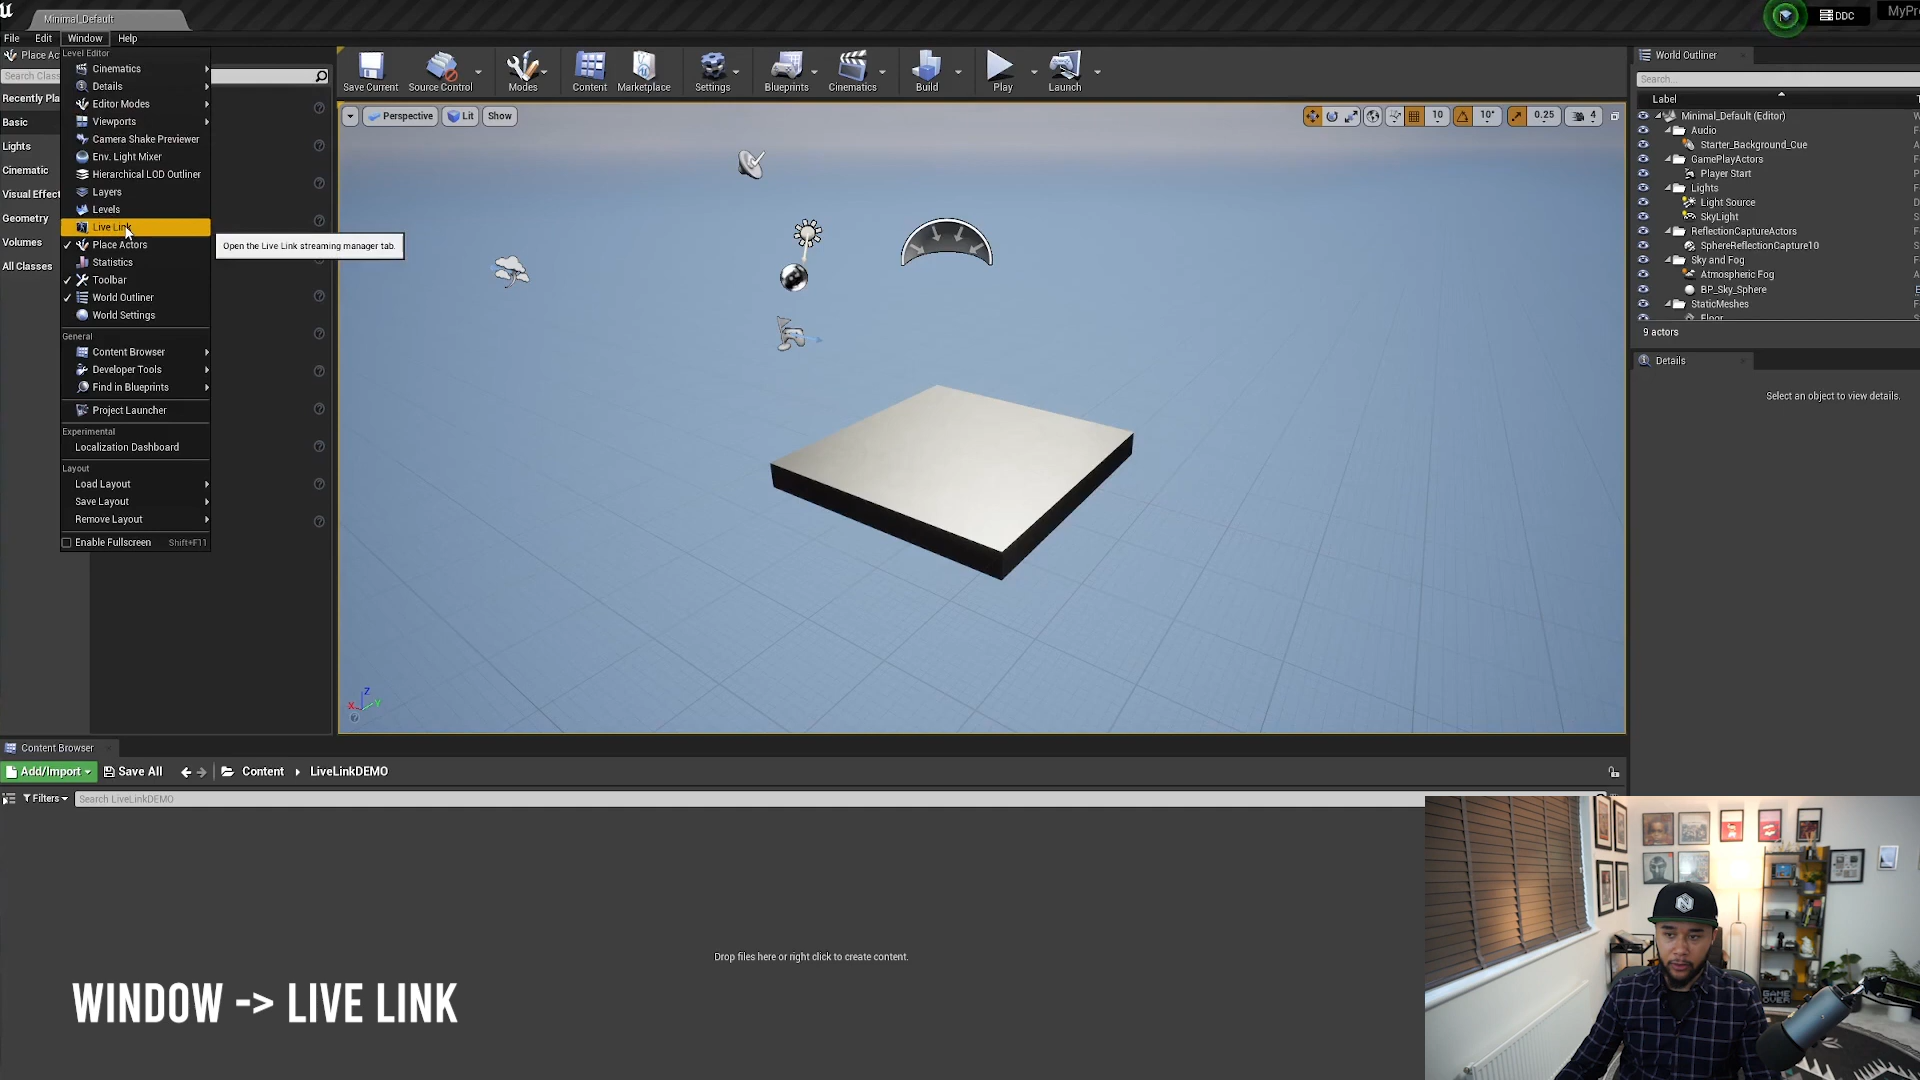 Minimal_Default
DDC
MyPr
File Edit Window Help
Place Ac
Search Clas
Recently Pla
Basic
Lights
Cinematic
Visual Effect
Geometry
Volumes
All Classes
Level Editor
Cinematics
Details
Editor Modes
Viewports
Camera Shake Previewer
Env. Light Mixer
Hierarchical LOD Outliner
Layers
Levels
Live Link
Place Actors
Statistics
Toolbar
World Outliner
World Settings
General
Content Browser
Developer Tools
Find in Blueprints
Project Launcher
Experimental
Localization Dashboard
Layout
Load Layout
Save Layout
Remove Layout
Enable Fullscreen Shift+F11
Open the Live Link streaming manager tab.
Save Current Source Control Modes Content Marketplace Settings Blueprints Cinematics Build Play Launch
Perspective Lit Show
10 10° 0.25 4
Z
X Y
World Outliner
Search...
Label
Minimal_Default (Editor)
Audio
Starter_Background_Cue
GamePlayActors
Player Start
Lights
Light Source
SkyLight
ReflectionCaptureActors
SphereReflectionCapture10
Sky and Fog
Atmospheric Fog
BP_Sky_Sphere
StaticMeshes
Floor
9 actors
Details
Select an object to view details.
Content Browser
Add/Import Save All Content LiveLinkDEMO
Filters Search LiveLinkDEMO
Drop files here or right click to create content.
WINDOW -> LIVE LINK
GAME
OVER